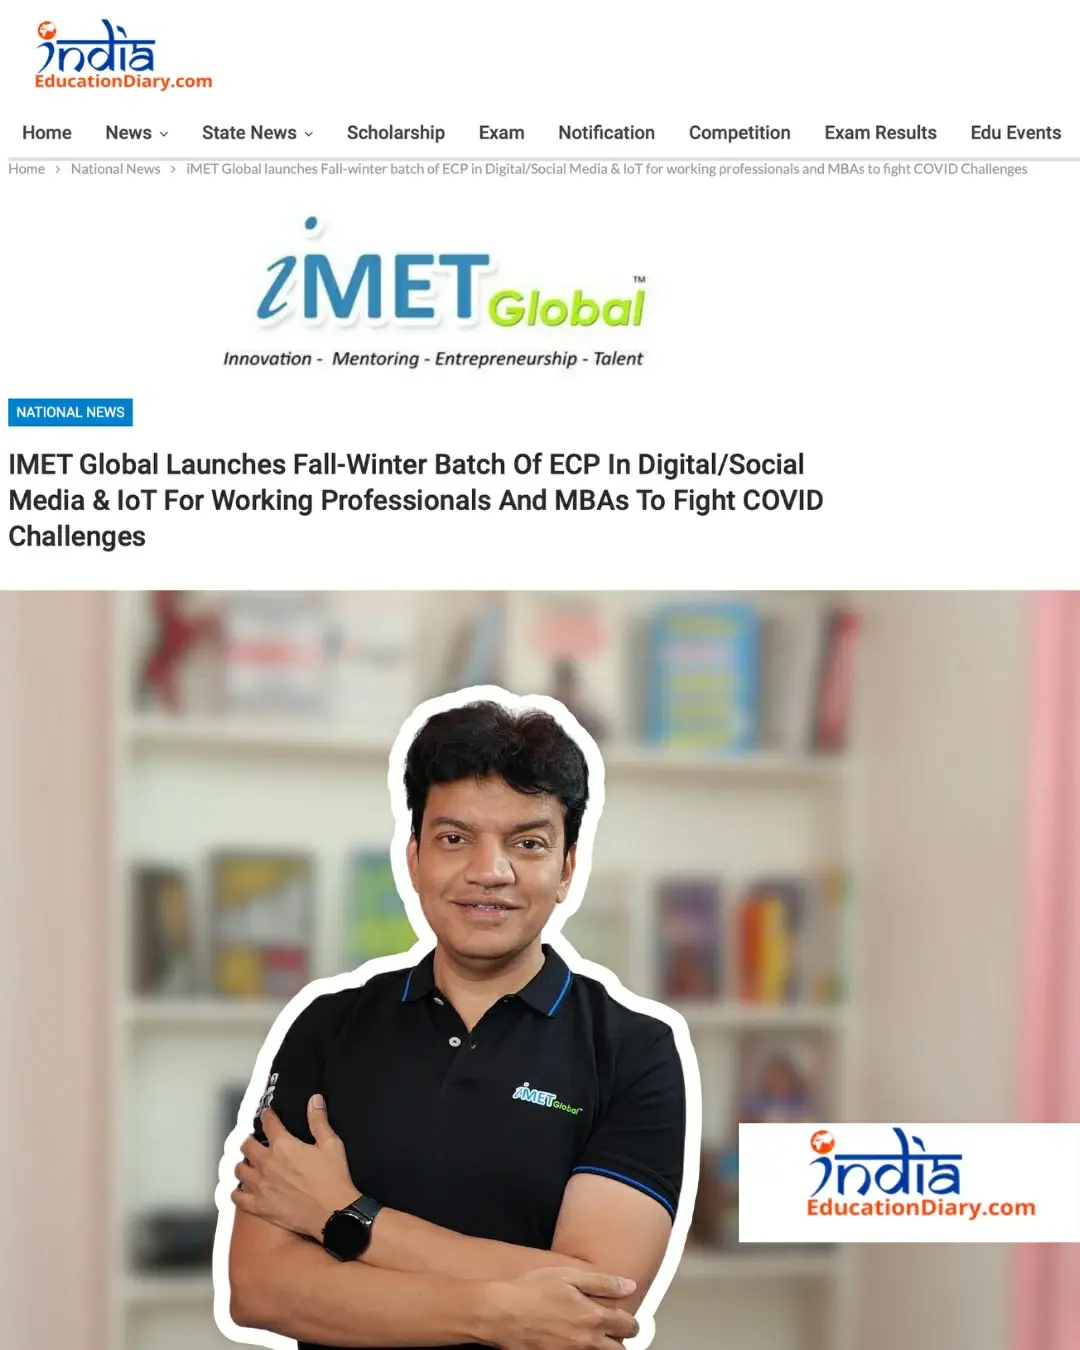 india
EducationDiary.com
Home News State News Scholarship Exam Notification Competition Exam Results Edu Events
Home > National News > iMET Global launches Fall-winter batch of ECP in Digital/Social Media & IoT for working professionals and MBAs to fight COVID Challenges
iMET Global™
Innovation - Mentoring - Entrepreneurship - Talent
NATIONAL NEWS
IMET Global Launches Fall-Winter Batch Of ECP In Digital/Social
Media & IoT For Working Professionals And MBAs To Fight COVID
Challenges
iMET Global™
india
EducationDiary.com